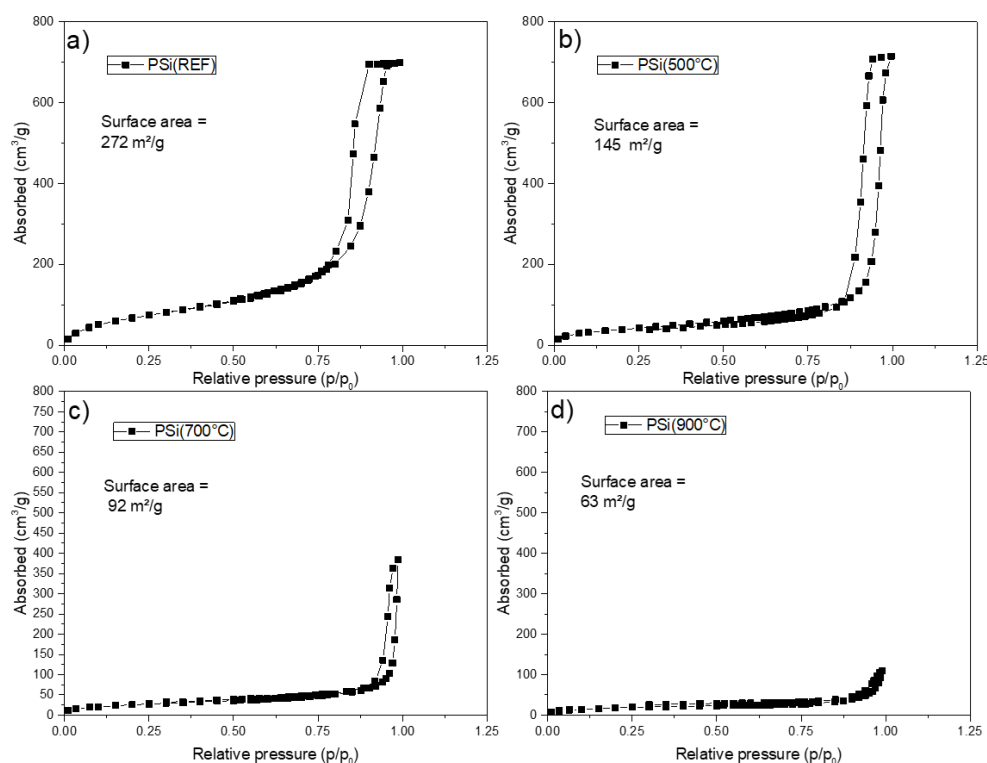 a)
PSi(REF)
Surface area =
272 m²/g
Absorbed (cm³/g)
800
600
400
200
0
0.00 0.25 0.50 0.75 1.00 1.25
Relative pressure (p/p₀)
b)
PSi(500°C)
Surface area =
145 m²/g
Absorbed (cm³/g)
800
600
400
200
0
0.00 0.25 0.50 0.75 1.00 1.25
Relative pressure (p/p₀)
c)
PSi(700°C)
Surface area =
92 m²/g
Absorbed (cm³/g)
800
750
700
650
600
550
500
450
400
350
300
250
200
150
100
50
0
0.00 0.25 0.50 0.75 1.00 1.25
Relative pressure (p/p₀)
d)
PSi(900°C)
Surface area =
63 m²/g
Absorbed (cm³/g)
800
700
600
500
400
300
200
100
0
0.00 0.25 0.50 0.75 1.00 1.25
Relative pressure (p/p₀)